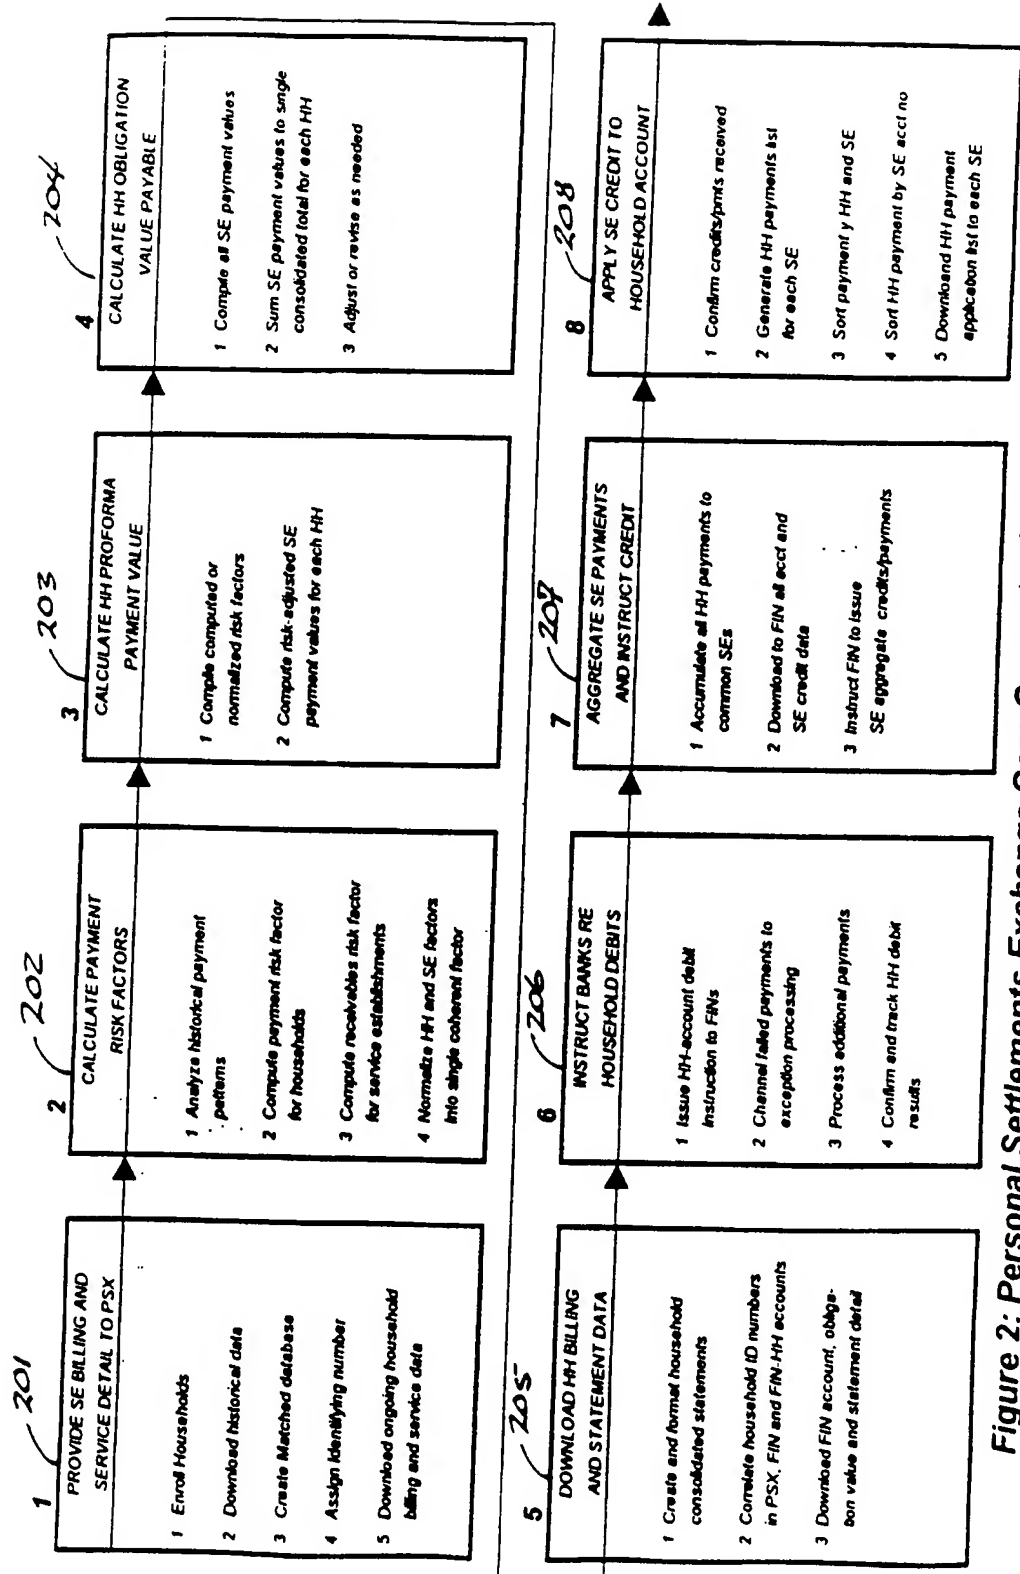 201
1
PROVIDE SE BILLING AND
SERVICE DETAIL TO PSX
1 Enroll Households
2 Download historical data
3 Create Matched database
4 Assign Identifying number
5 Download ongoing household
billing and service data
202
2
CALCULATE PAYMENT
RISK FACTORS
1 Analyze historical payment
patterns
2 Compute payment risk factor
for households
3 Compute receivables risk factor
for service establishments
4 Normalize HH and SE factors
into single coherent factor
203
3
CALCULATE HH PROFORMA
PAYMENT VALUE
1 Compile computed or
normalized risk factors
2 Compute risk-adjusted SE
payment values for each HH
204
4
CALCULATE HH OBLIGATION
VALUE PAYABLE
1 Compile all SE payment values
2 Sum SE payment values to single
consolidated total for each HH
3 Adjust or revise as needed
205
5
DOWNLOAD HH BILLING
AND STATEMENT DATA
1 Create and format household
consolidated statements
2 Correlate household ID numbers
in PSX, FIN and FIN-HH accounts
3 Download FIN account, obliga-
tion value and statement detail
206
6
INSTRUCT BANKS RE
HOUSEHOLD DEBITS
1 Issue HH-account debit
Instruction to FINs
2 Channel failed payments to
exception processing
3 Process additional payments
4 Confirm and track HH debit
results
207
7
AGGREGATE SE PAYMENTS
AND INSTRUCT CREDIT
1 Accumulate all HH payments to
common SEs
2 Download to FIN all acct and
SE credit data
3 Instruct FIN to issue
SE aggregate credits/payments
208
8
APPLY SE CREDIT TO
HOUSEHOLD ACCOUNT
1 Confirm credits/pmts received
2 Generate HH payments list
for each SE
3 Sort payment y HH and SE
4 Sort HH payment by SE acct no
5 Download HH payment
application list to each SE
Figure 2: Personal Settlements Exchange